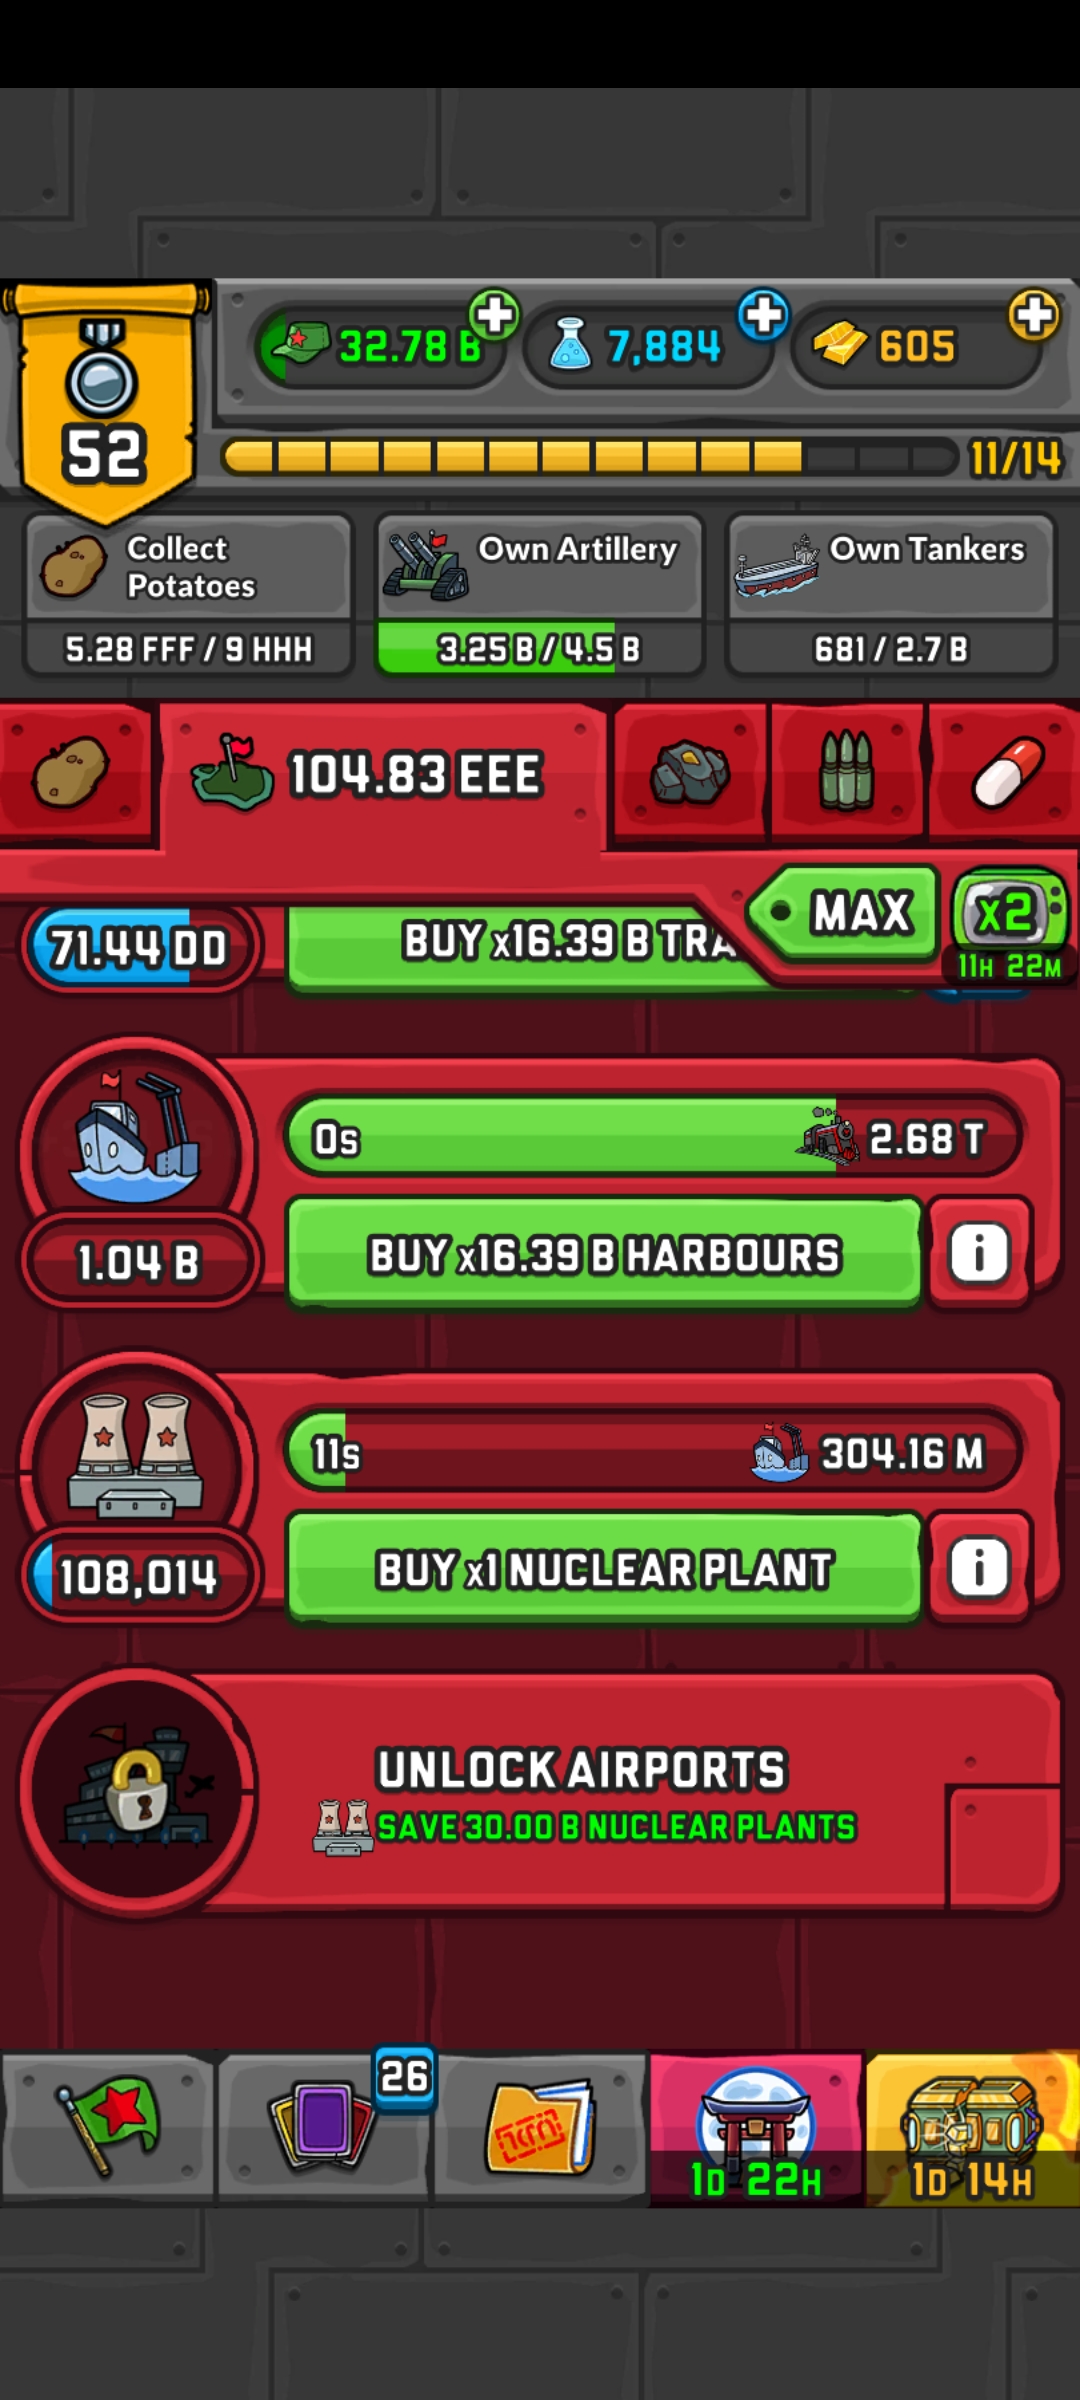 32.78 B
7,884
605
52
11/14
Collect
Potatoes
5.28 FFF / 9 HHH
Own Artillery
3.25 B / 4.5 B
Own Tankers
681 / 2.7 B
104.83 EEE
MAX
x2
11H 22M
71.44 DD
BUY x16.39 B TRA
0s
2.68 T
1.04 B
BUY x16.39 B HARBOURS
i
11s
304.16 M
108,014
BUY x1 NUCLEAR PLANT
i
UNLOCK AIRPORTS
SAVE 30.00 B NUCLEAR PLANTS
26
1D 22H
1D 14H